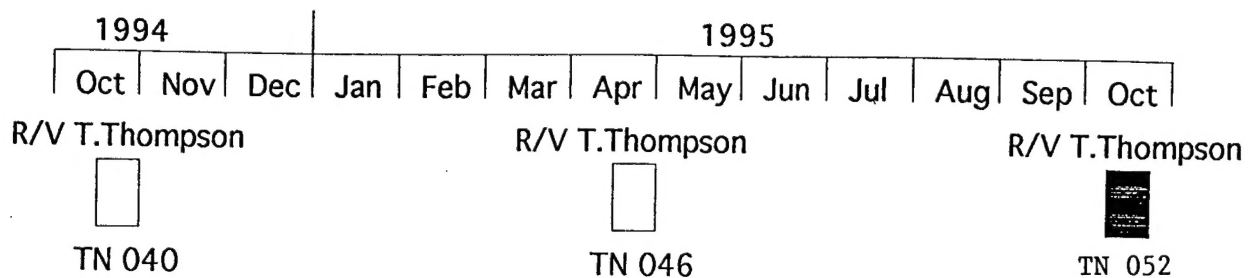 1994 1995
Oct Nov Dec Jan Feb Mar Apr May Jun Jul Aug Sep Oct
R/V T.Thompson R/V T.Thompson R/V T.Thompson
TN 040 TN 046 TN 052